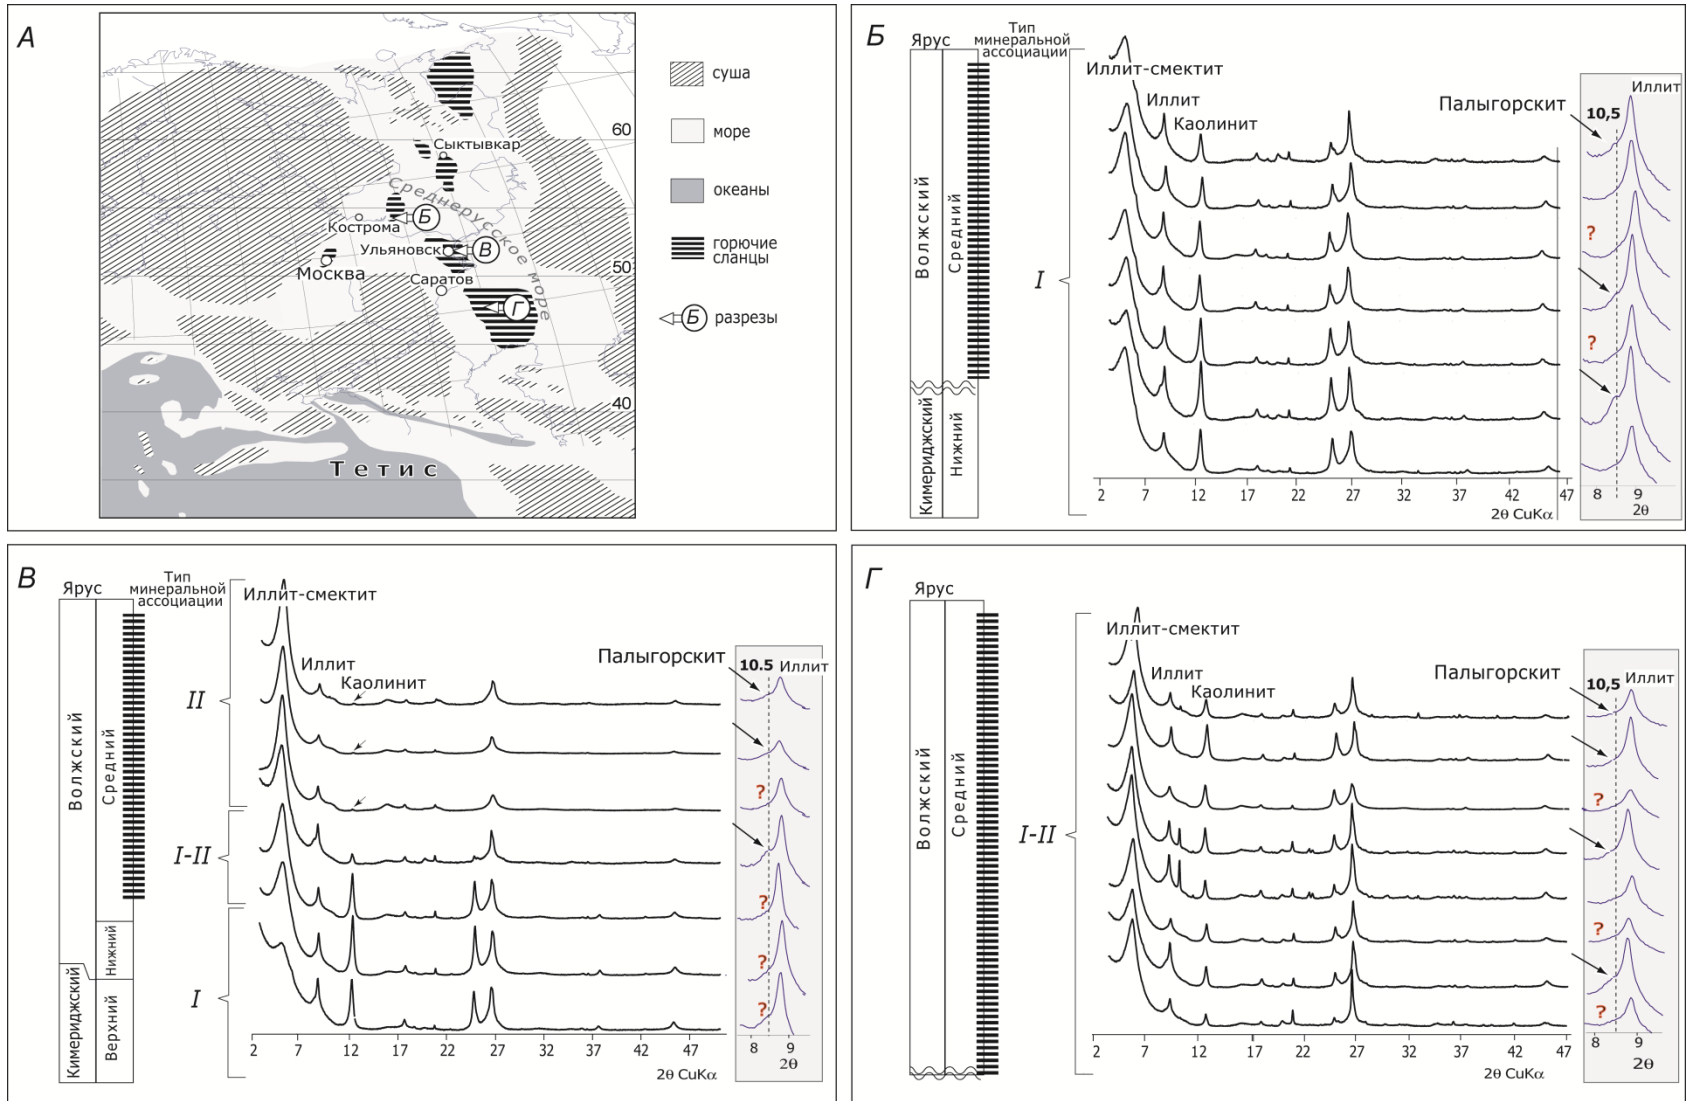 А
суша
море
океаны
горючие
сланцы
Б
разрезы
60
50
40
Сыктывкар
Среднерусское море
Б
Кострома
Ульяновск
В
Москва
Саратов
Г
Тетис
Б
Ярус
Тип
минеральной
ассоциации
Волжский
Средний
Кимериджский
Нижний
I
Иллит-смектит
Иллит
Каолинит
Палыгорскит
10,5
Иллит
?
?
2 7 12 17 22 27 32 37 42 47
2θ CuKα
8 9
2θ
В
Ярус
Тип
минеральной
ассоциации
Волжский
Средний
Нижний
Кимериджский
Верхний
II
I-II
I
Иллит-смектит
Иллит
Каолинит
Палыгорскит
10.5
Иллит
?
?
?
?
2 7 12 17 22 27 32 37 42 47
2θ CuKα
8 9
2θ
Г
Ярус
Волжский
Средний
I-II
Иллит-смектит
Иллит
Каолинит
Палыгорскит
10,5
Иллит
?
?
?
2 7 12 17 22 27 32 37 42 47
2θ CuKα
8 9
2θ